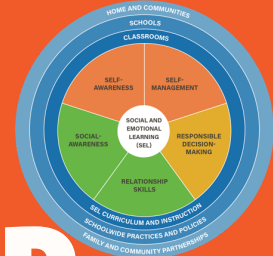 HOME AND COMMUNITIES
SCHOOLS
CLASSROOMS
SELF-
AWARENESS
SELF-
MANAGEMENT
SOCIAL AND
EMOTIONAL
LEARNING
(SEL)
SOCIAL-
AWARENESS
RESPONSIBLE
DECISION-
MAKING
RELATIONSHIP
SKILLS
SEL CURRICULUM AND INSTRUCTION
SCHOOLWIDE PRACTICES AND POLICIES
FAMILY AND COMMUNITY PARTNERSHIPS